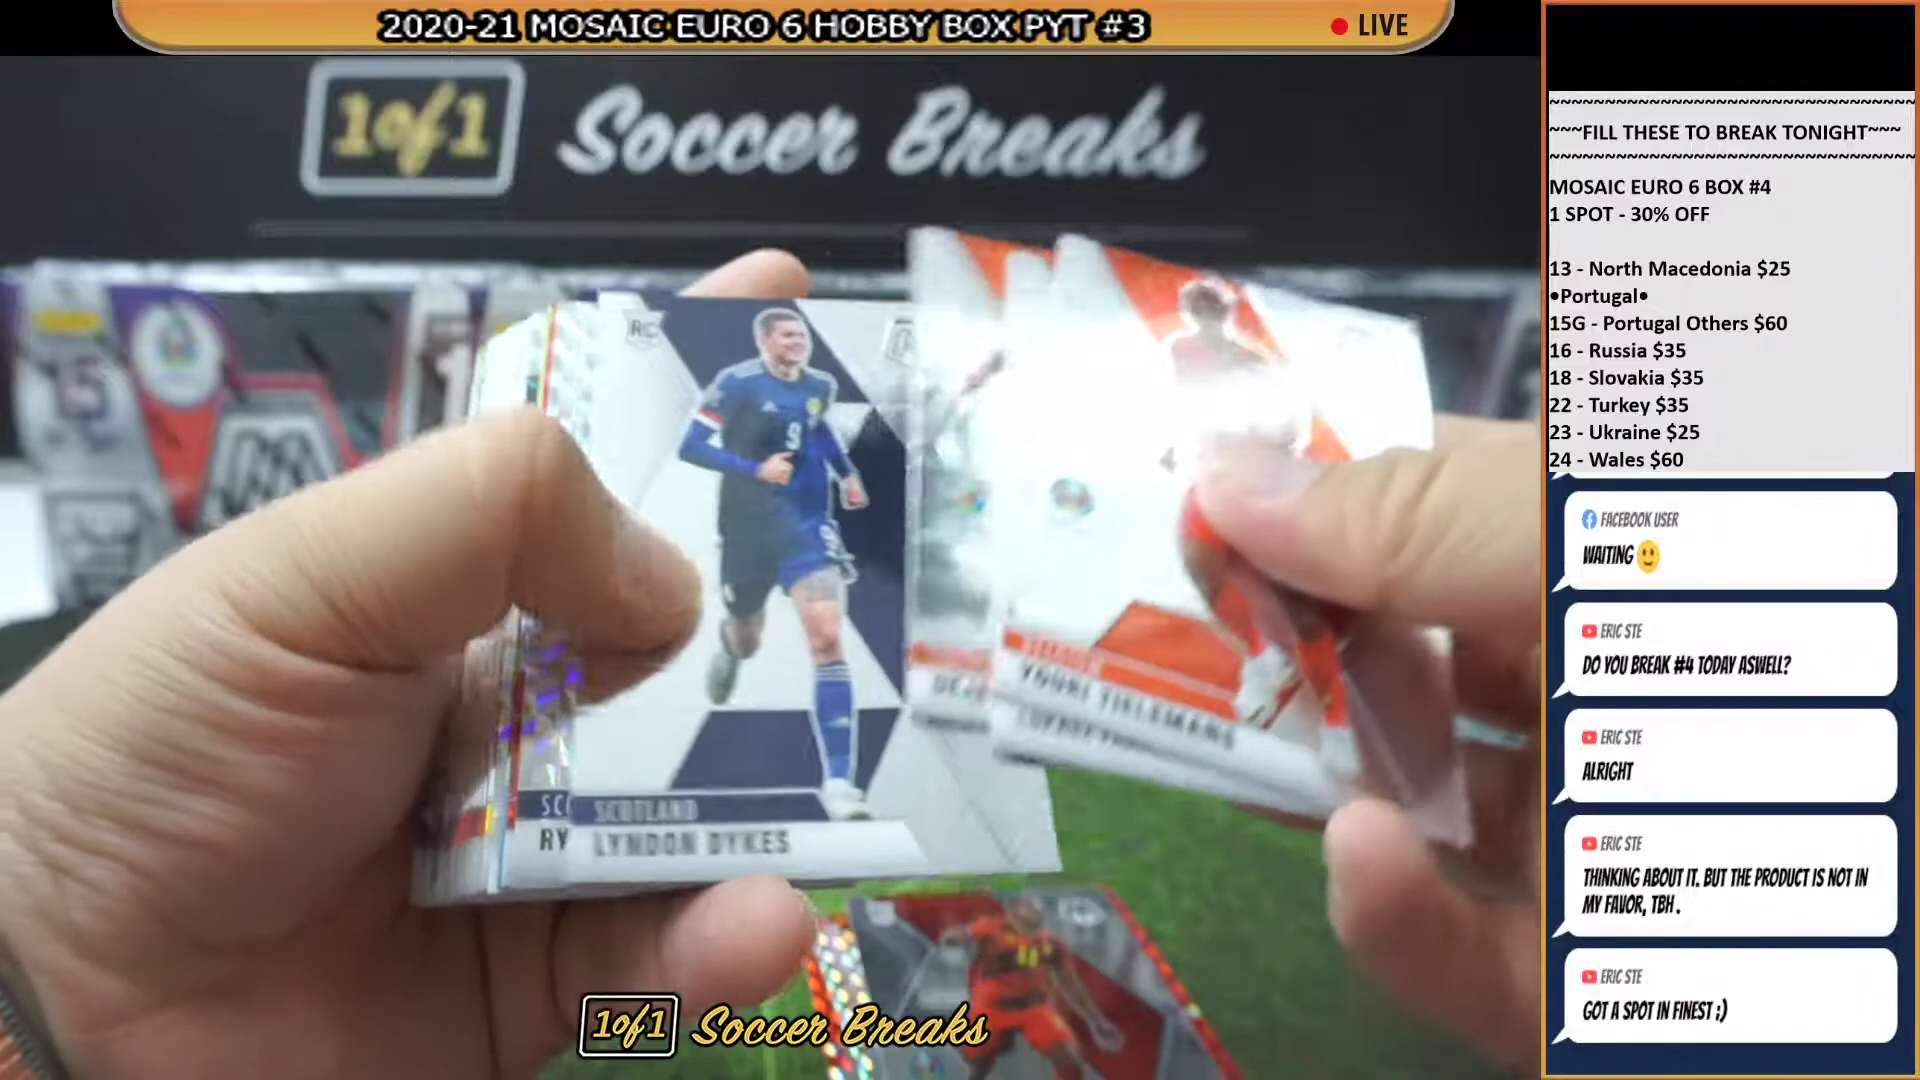 2020-21 MOSAIC EURO 6 HOBBY BOX PYT #3
LIVE
1of1 Soccer Breaks
~~~~~~~~~~~~~~~~~~~~~~~~~~~~~~~
~~~FILL THESE TO BREAK TONIGHT~~~
~~~~~~~~~~~~~~~~~~~~~~~~~~~~~~~
MOSAIC EURO 6 BOX #4
1 SPOT - 30% OFF
13 - North Macedonia $25
•Portugal•
15G - Portugal Others $60
16 - Russia $35
18 - Slovakia $35
22 - Turkey $35
23 - Ukraine $25
24 - Wales $60
FACEBOOK USER
WAITING 🙂
ERIC STE
DO YOU BREAK #4 TODAY ASWELL?
ERIC STE
ALRIGHT
ERIC STE
THINKING ABOUT IT. BUT THE PRODUCT IS NOT IN
MY FAVOR, TBH.
ERIC STE
GOT A SPOT IN FINEST ;)
RC
9
SCOTLAND
LYNDON DYKES
RY
YOURI TIELEMANS
1of1 Soccer Breaks